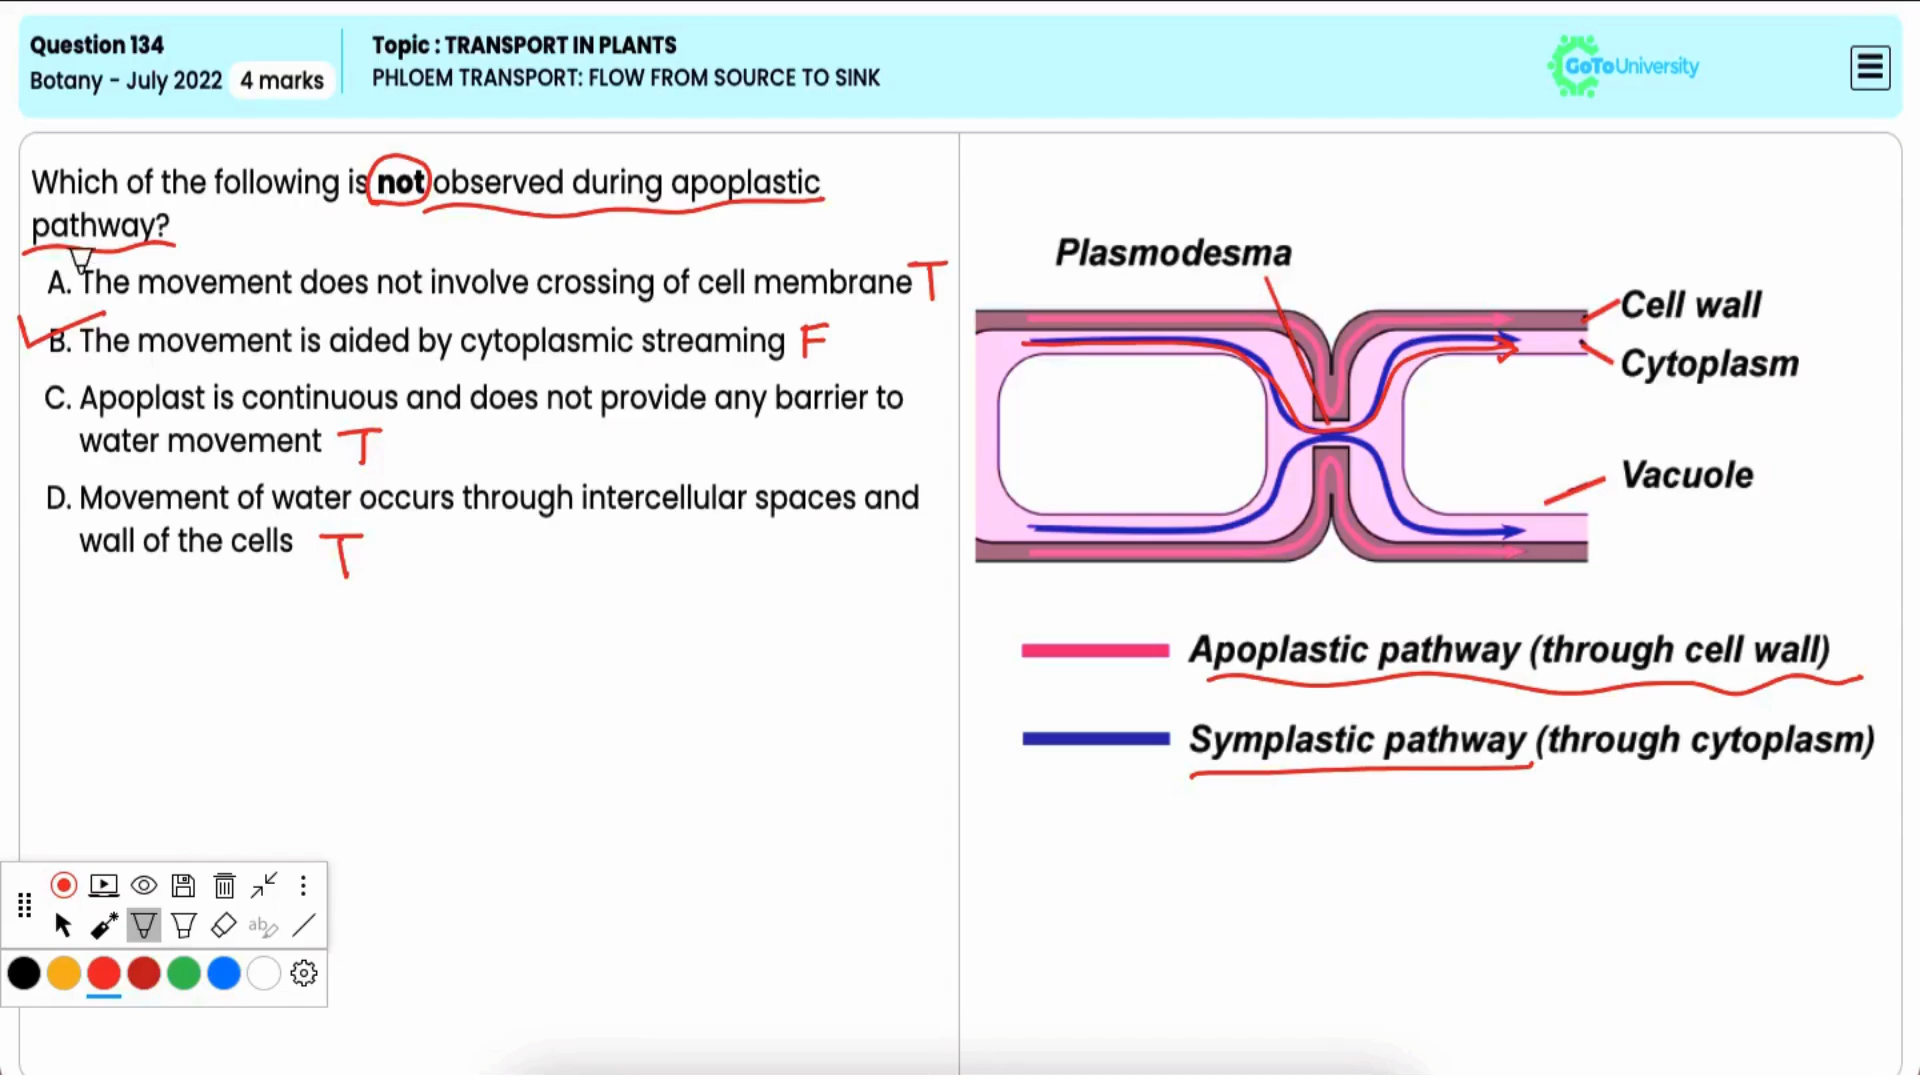 Question 134
Botany - July 2022 4 marks
Topic : TRANSPORT IN PLANTS
PHLOEM TRANSPORT: FLOW FROM SOURCE TO SINK
GoToUniversity
Which of the following is not observed during apoplastic
pathway?
A. The movement does not involve crossing of cell membrane T
B. The movement is aided by cytoplasmic streaming F
C. Apoplast is continuous and does not provide any barrier to
water movement T
D. Movement of water occurs through intercellular spaces and
wall of the cells T
Plasmodesma
Cell wall
Cytoplasm
Vacuole
Apoplastic pathway (through cell wall)
Symplastic pathway (through cytoplasm)
ab